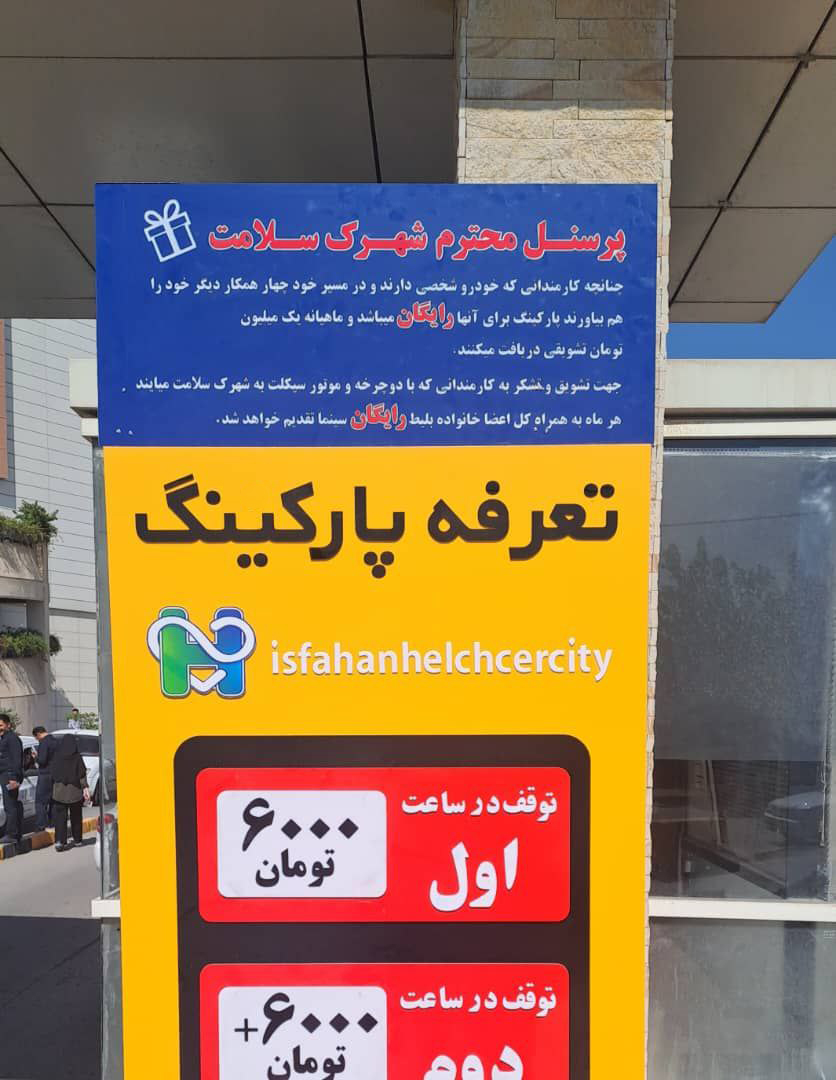 پرسنل محترم شهرک سلامت
چنانچه کارمندانی که خودرو شخصی دارند و در مسیر خود چهار همکار دیگر خود را
هم بیاورند پارکینگ برای آنها رایگان میباشد و ماهیانه یک میلیون
تومان تشویقی دریافت میکنند.
جهت تشویق و تشکر به کارمندانی که با دوچرخه و موتور سیکلت به شهرک سلامت میایند
هر ماه به همراه کل اعضا خانواده بلیط رایگان سینما تقدیم خواهد شد.
تعرفه پارکینگ
isfahanhelchcercity
توقف در ساعت
اول
۶۰۰۰
تومان
توقف در ساعت
دوم
+۶۰۰۰
تومان